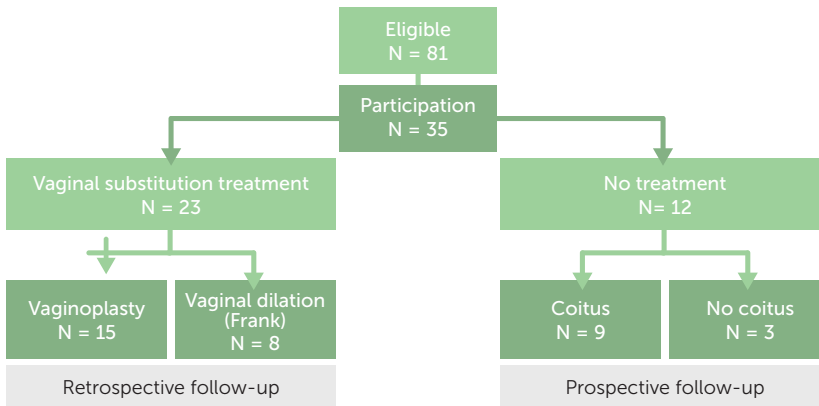 Eligible
N = 81
Participation
N = 35
Vaginal substitution treatment
N = 23
No treatment
N= 12
Vaginoplasty
N = 15
Vaginal dilation
(Frank)
N = 8
Coitus
N = 9
No coitus
N = 3
Retrospective follow-up
Prospective follow-up